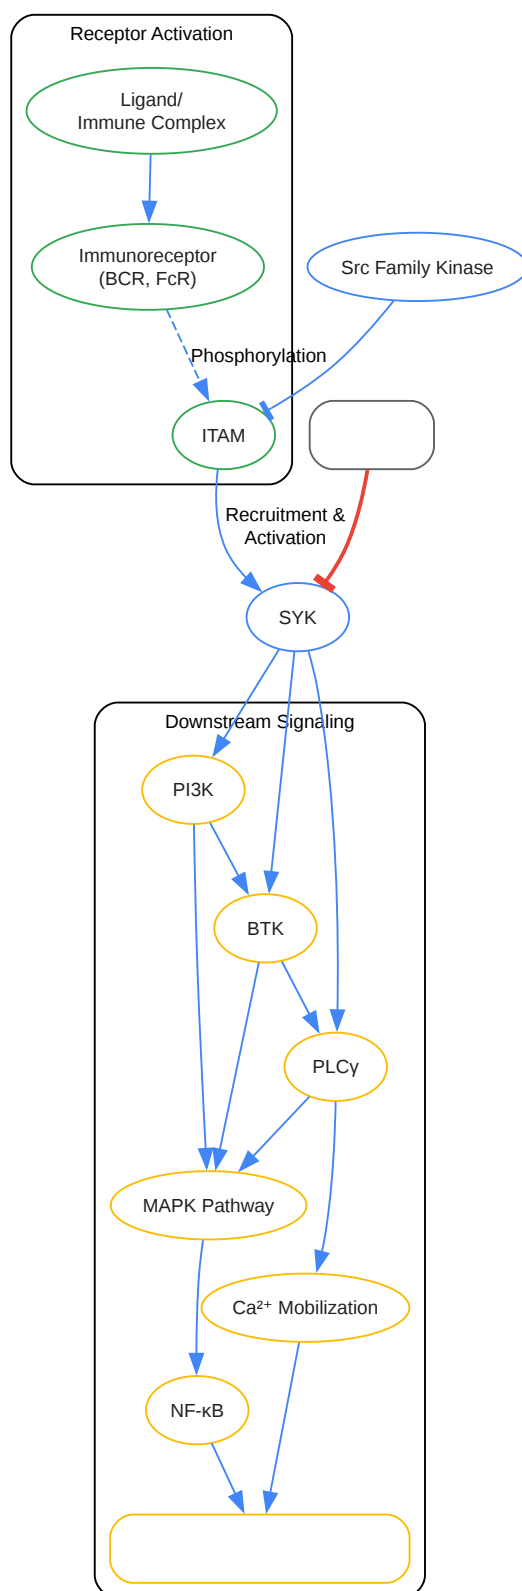 Receptor Activation
Ligand/
Immune Complex
Immunoreceptor
(BCR, FcR)
Src Family Kinase
Phosphorylation
ITAM
Recruitment &
Activation
SYK
Downstream Signaling
PI3K
BTK
PLCγ
MAPK Pathway
Ca²⁺ Mobilization
NF-κB